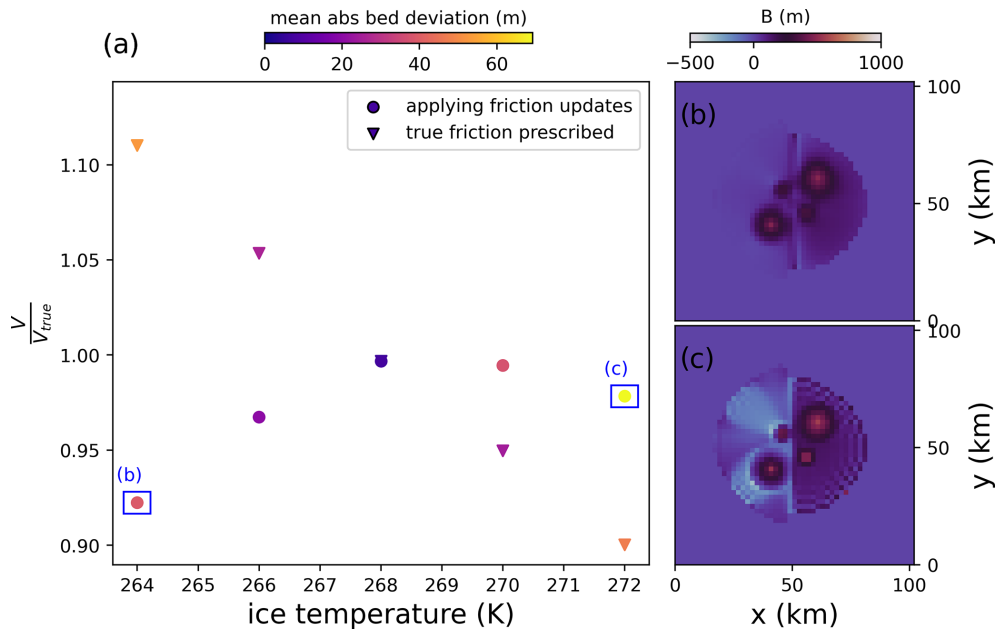 (a)
mean abs bed deviation (m)
0 20 40 60
B (m)
−500 0 1000
applying friction updates
true friction prescribed
1.10
1.05
1.00
0.95
0.90
V
V_true
(b)
(c)
264 265 266 267 268 269 270 271 272
ice temperature (K)
(b)
100
50
0
y (km)
(c)
100
50
0
y (km)
0 50 100
x (km)